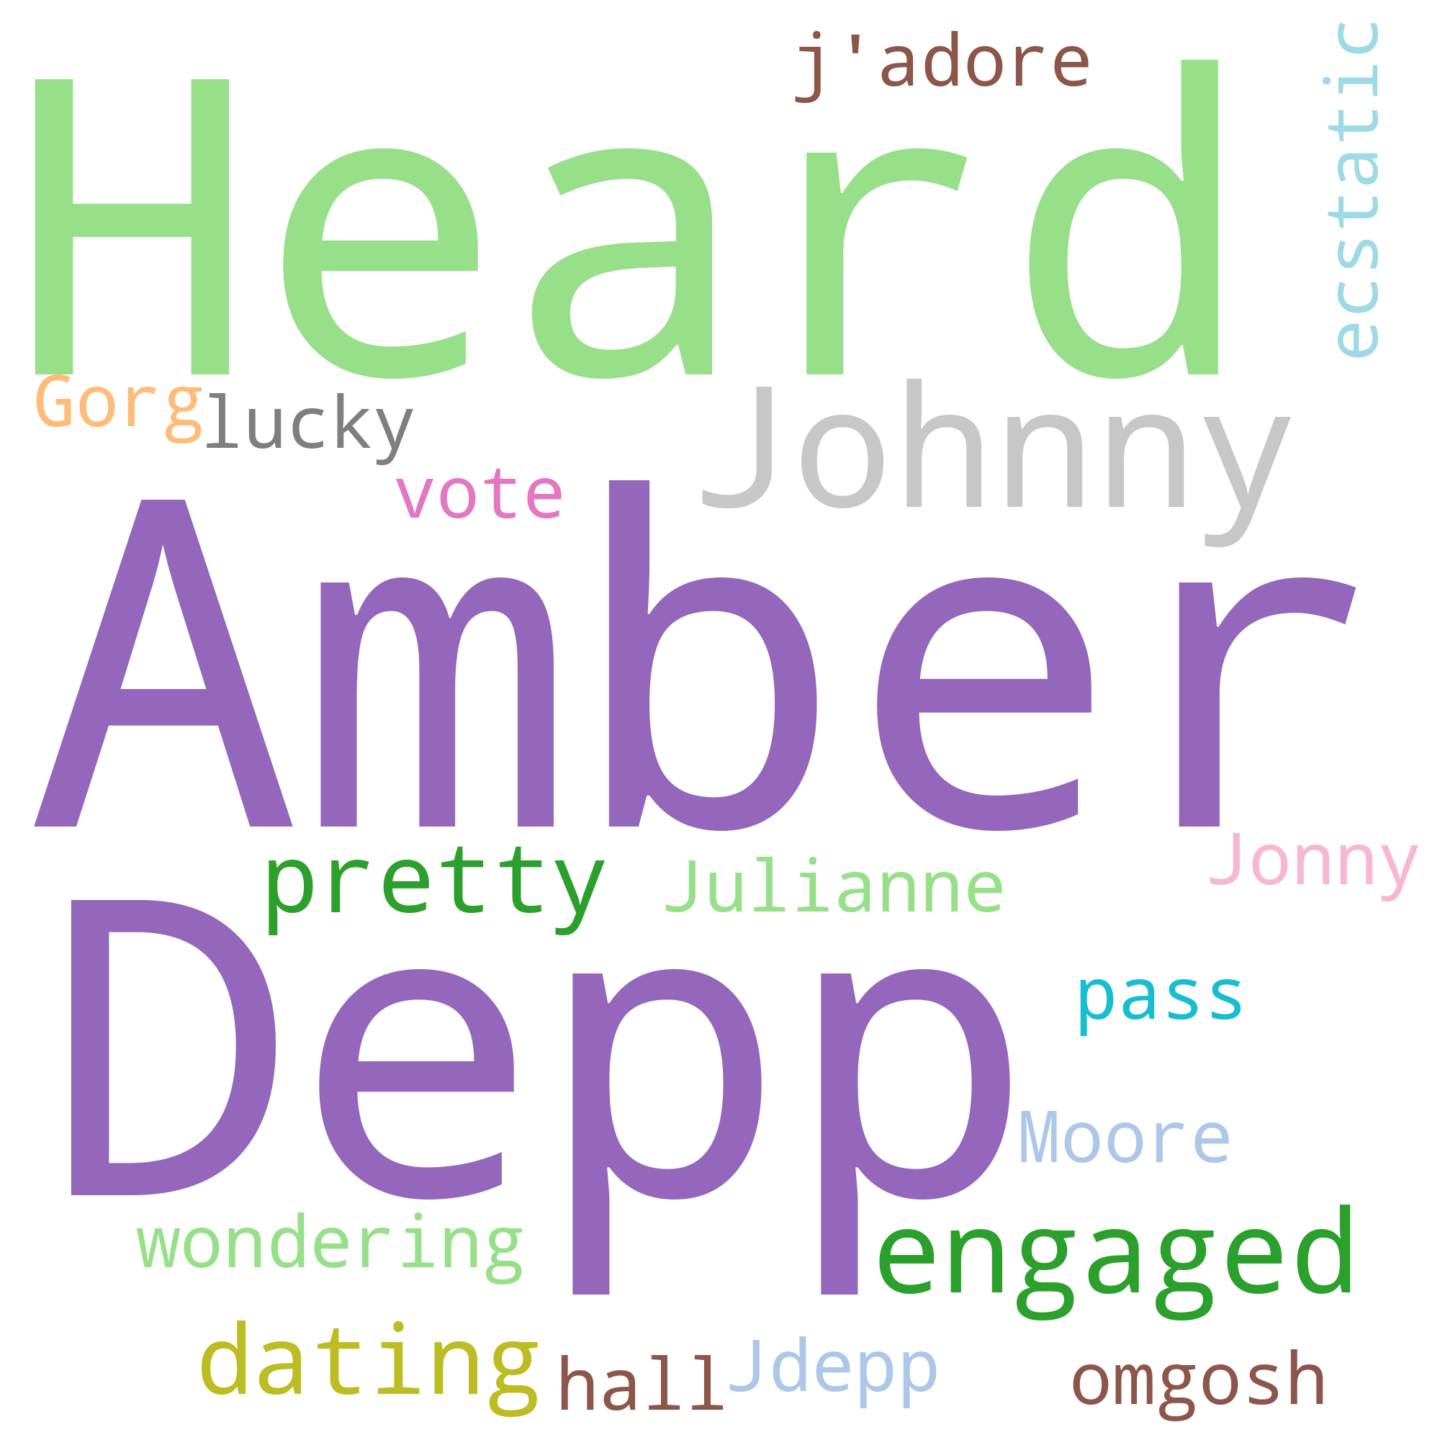 j'adore
ecstatic
Heard
Gorg
lucky
Johnny
vote
Amber
pretty
Julianne
Jonny
Depp
pass
Moore
wondering
engaged
dating
hall
Jdepp
omgosh